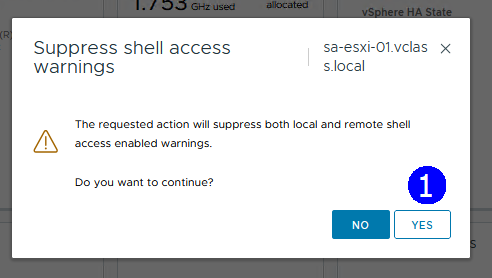 1.753 GHz used
allocated
vSphere HA State
(R)
Suppress shell access
warnings
sa-esxi-01.vclas
s.local
The requested action will suppress both local and remote shell
access enabled warnings.
Do you want to continue?
1
NO
YES
S